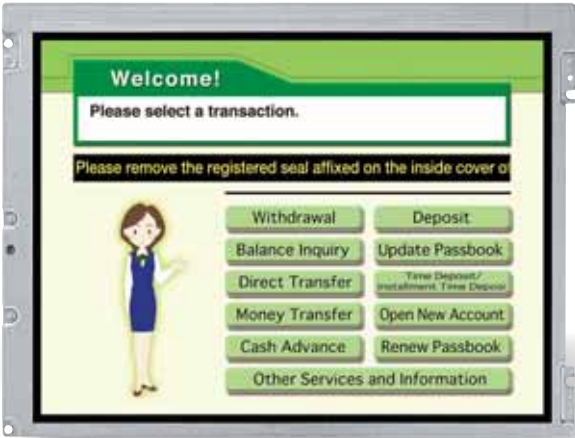 Welcome!
Please select a transaction.
Please remove the registered seal affixed on the inside cover of
Withdrawal
Deposit
Balance Inquiry
Update Passbook
Direct Transfer
Time Deposit/
Installment Time Deposit
Money Transfer
Open New Account
Cash Advance
Renew Passbook
Other Services and Information